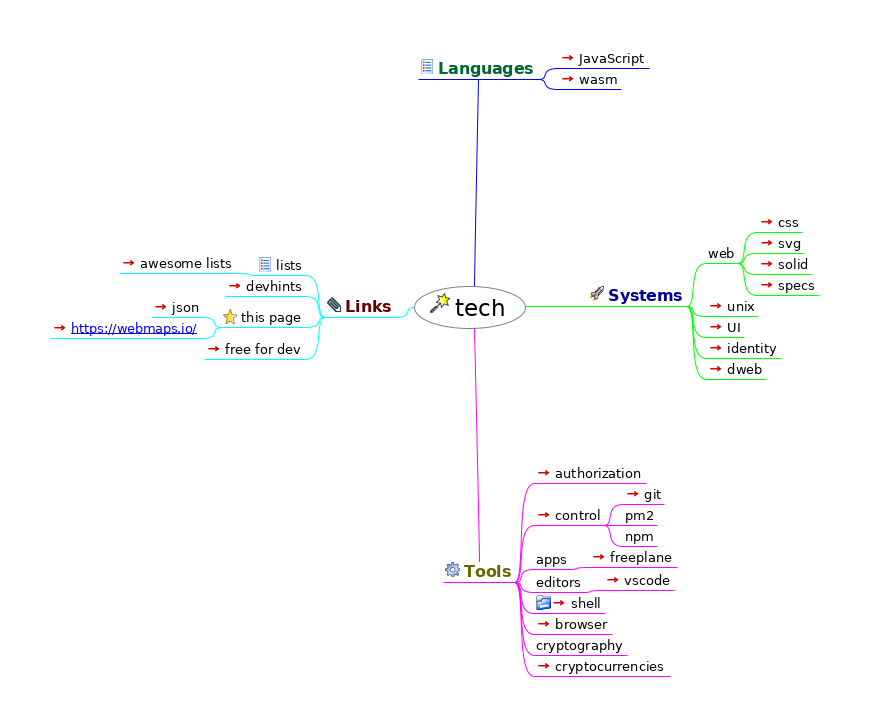 tech
Languages
JavaScript
wasm
Systems
web
css
svg
solid
specs
unix
UI
identity
dweb
Tools
authorization
control
git
pm2
npm
apps
freeplane
editors
vscode
shell
browser
cryptography
cryptocurrencies
Links
lists
awesome lists
devhints
this page
json
https://webmaps.io/
free for dev